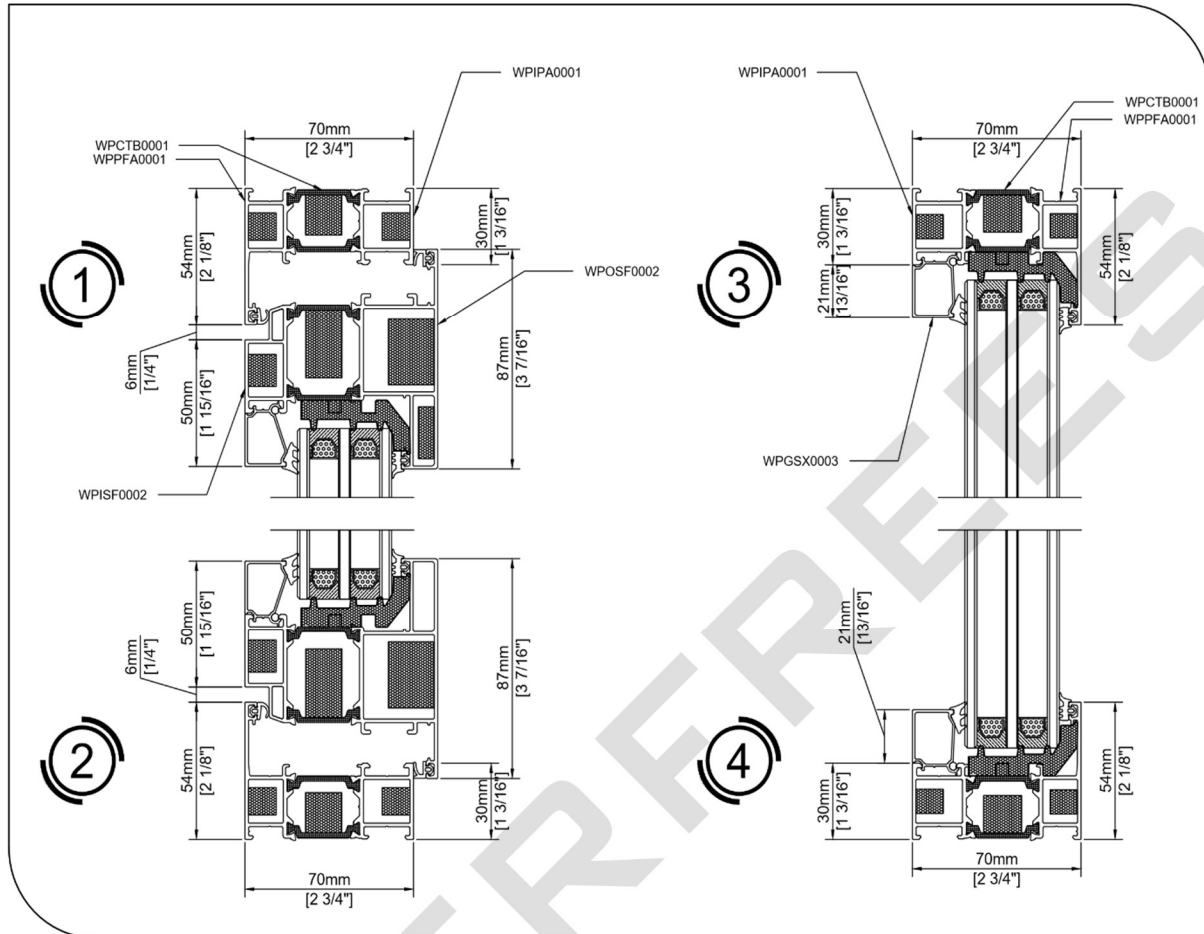 WPIPA0001
70mm
[2 3/4"]
WPCTB0001
WPPFA0001
54mm
[2 1/8"]
30mm
[1 3/16"]
1
WPOSF0002
6mm
[1/4"]
87mm
[3 7/16"]
50mm
[1 15/16"]
WPISF0002
50mm
[1 15/16"]
6mm
[1/4"]
87mm
[3 7/16"]
2
54mm
[2 1/8"]
30mm
[1 3/16"]
70mm
[2 3/4"]
WPIPA0001
WPCTB0001
WPPFA0001
70mm
[2 3/4"]
30mm
[1 3/16"]
54mm
[2 1/8"]
3
21mm
[13/16"]
WPGSX0003
21mm
[13/16"]
4
30mm
[1 3/16"]
54mm
[2 1/8"]
70mm
[2 3/4"]
ERFREES